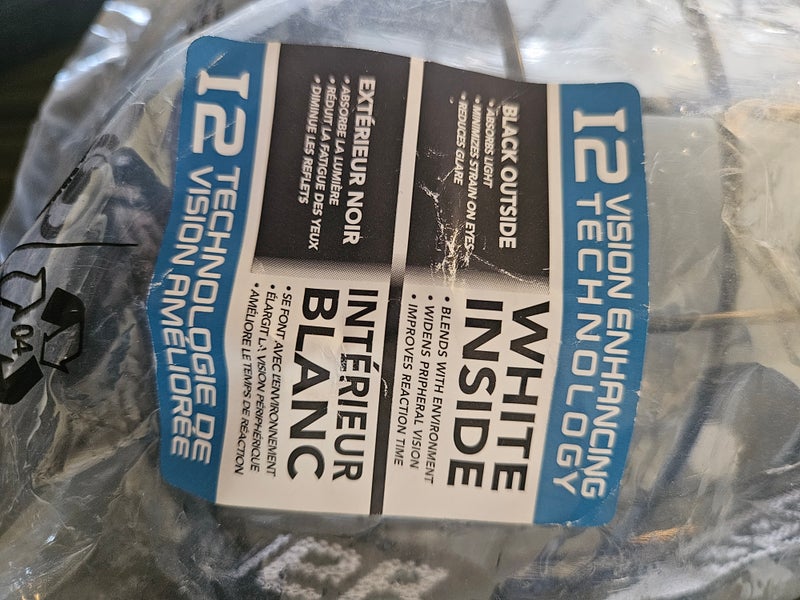 I2 VISION ENHANCING
TECHNOLOGY
BLACK OUTSIDE
• ABSORBS LIGHT
• MINIMIZES STRAIN ON EYES
• REDUCES GLARE
WHITE
INSIDE
• BLENDS WITH ENVIRONMENT
• WIDENS PRIPHERAL VISION
• IMPROVES REACTION TIME
EXTÉRIEUR NOIR
• ABSORBE LA LUMIÈRE
• RÉDUIT LA FATIGUE DES YEUX
• DIMINUE LES REFLETS
INTÉRIEUR
BLANC
• SE FONT AVEC L'ENVIRONNEMENT
• ÉLARGIT LA VISION PÉRIPHÉRIQUE
• AMÉLIORE LE TEMPS DE RÉACTION
I2 TECHNOLOGIE DE
VISION AMÉLIORÉE
04